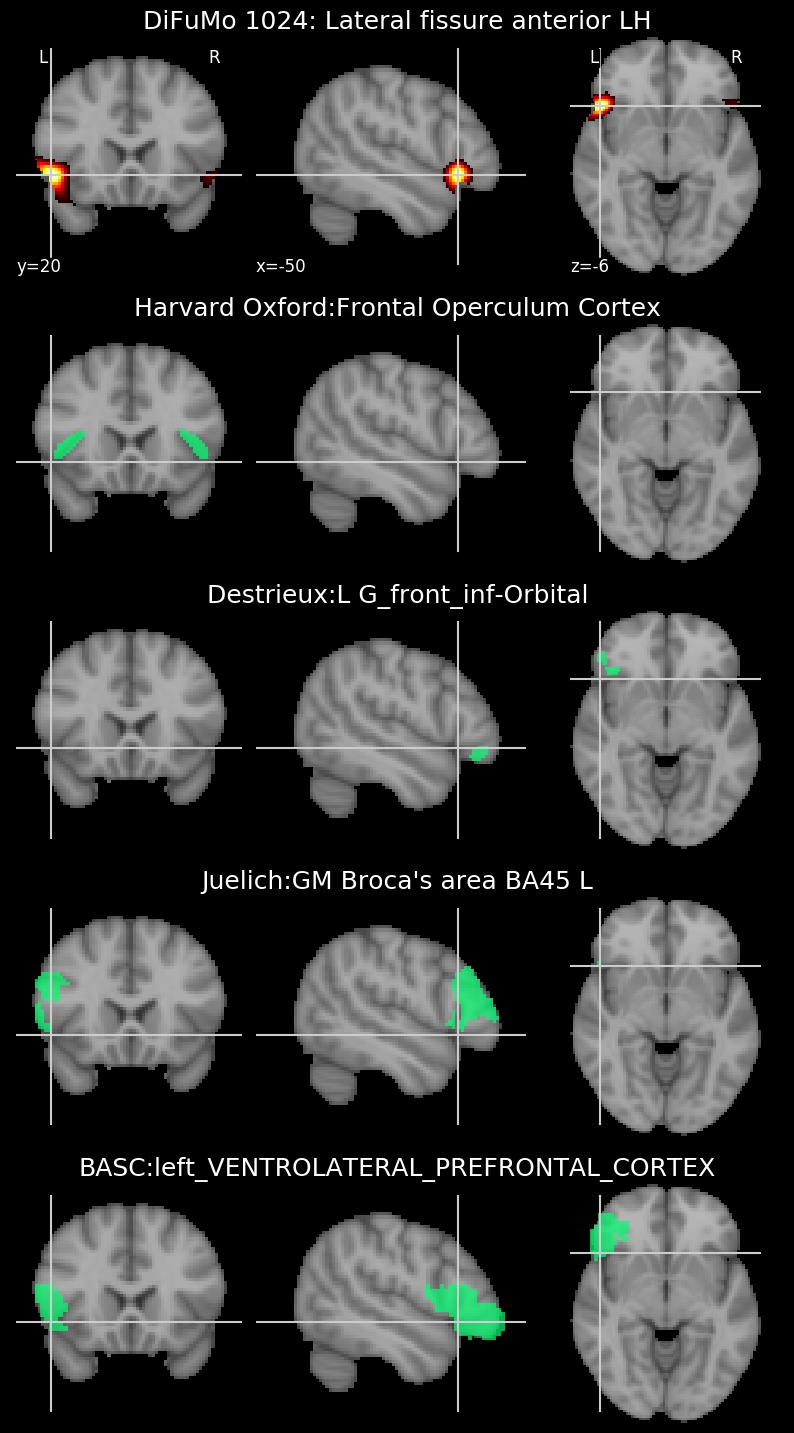 DiFuMo 1024: Lateral fissure anterior LH
L R L R
y=20 x=-50 z=-6
Harvard Oxford:Frontal Operculum Cortex
Destrieux:L G_front_inf-Orbital
Juelich:GM Broca's area BA45 L
BASC:left_VENTROLATERAL_PREFRONTAL_CORTEX